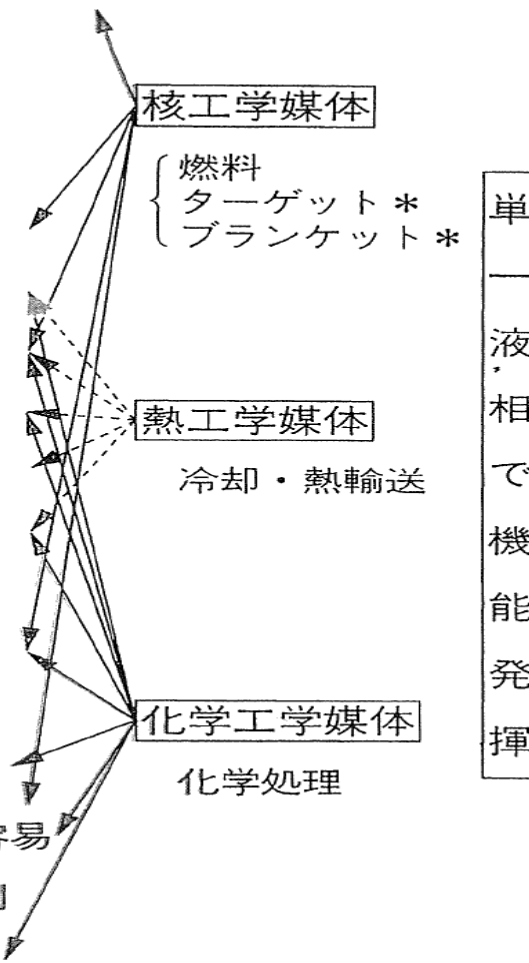 核工学媒体
燃料
ターゲット*
ブランケット*
熱工学媒体
冷却・熱輸送
化学工学媒体
化学処理
容易
単
一
液
相
で
機
能
発
揮